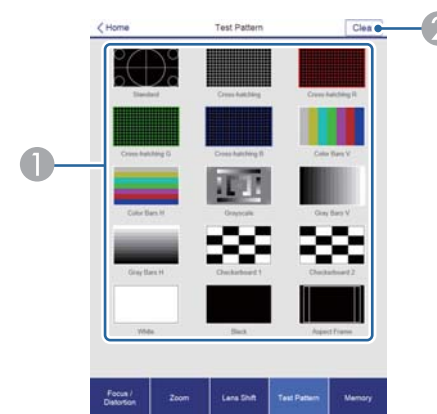 Home Test Pattern Clea
2
Standard Cross-hatching Cross-hatching R
1
Cross-hatching G Cross-hatching B Color Bars V
Color Bars H Grayscale Gray Bars V
Gray Bars H Checkerboard 1 Checkerboard 2
White Black Aspect Frame
Focus / Distortion Zoom Lens Shift Test Pattern Memory